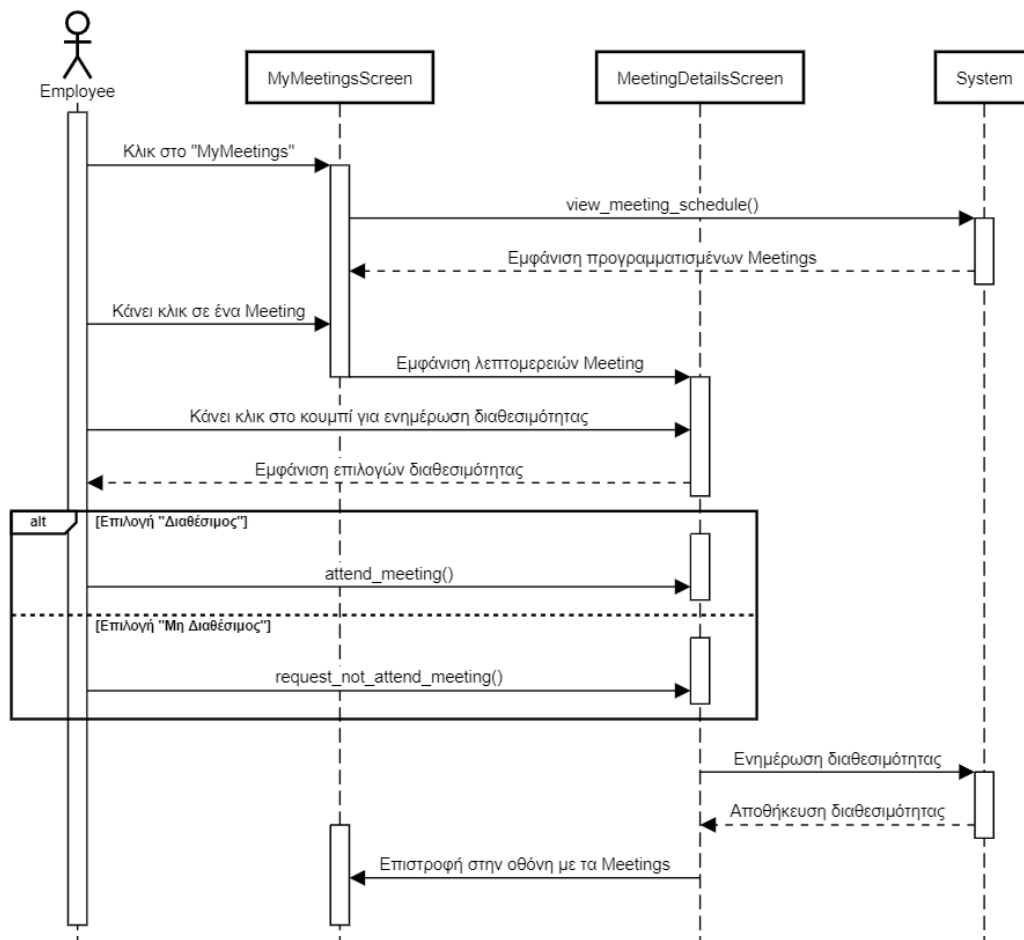 Employee
MyMeetingsScreen
MeetingDetailsScreen
System
Κλικ στο "MyMeetings"
view_meeting_schedule()
Εμφάνιση προγραμματισμένων Meetings
Κάνει κλικ σε ένα Meeting
Εμφάνιση λεπτομερειών Meeting
Κάνει κλικ στο κουμπί για ενημέρωση διαθεσιμότητας
Εμφάνιση επιλογών διαθεσιμότητας
alt
[Επιλογή "Διαθέσιμος"]
attend_meeting()
[Επιλογή "Μη Διαθέσιμος"]
request_not_attend_meeting()
Ενημέρωση διαθεσιμότητας
Αποθήκευση διαθεσιμότητας
Επιστροφή στην οθόνη με τα Meetings